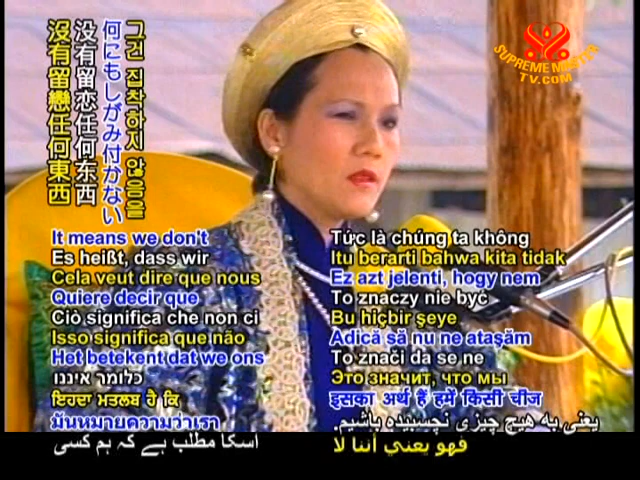 그건 집착하지 않음을
何にもしがみ付かない
没有留恋任何东西
沒有留戀任何東西
SUPREME MASTER
TV.COM
It means we don't
Es heißt, dass wir
Cela veut dire que nous
Quiere decir que
Ciò significa che non ci
Isso significa que não
Het betekent dat we ons
כלומר איננו
ਇਹਦਾ ਮਤਲਬ ਹੈ ਕਿ
มันหมายความว่าเรา
اسکا مطلب ہے کہ ہم کسی
Tức là chúng ta không
Itu berarti bahwa kita tidak
Ez azt jelenti, hogy nem
To znaczy nie być
Bu hiçbir şeye
Adică să nu ne ataşăm
To znači da se ne
Это значит, что мы
इसका अर्थ हैं हमें किसी चीज
یعنی به هیچ چیزی نچسبیده باشیم.
فهو يعني أننا لا